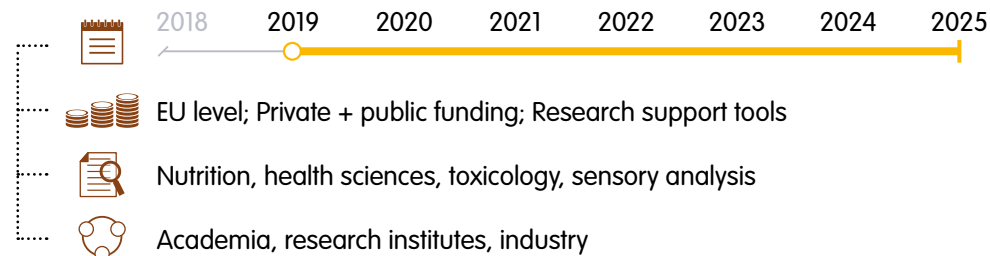 2018 2019 2020 2021 2022 2023 2024 2025
EU level; Private + public funding; Research support tools
Nutrition, health sciences, toxicology, sensory analysis
Academia, research institutes, industry